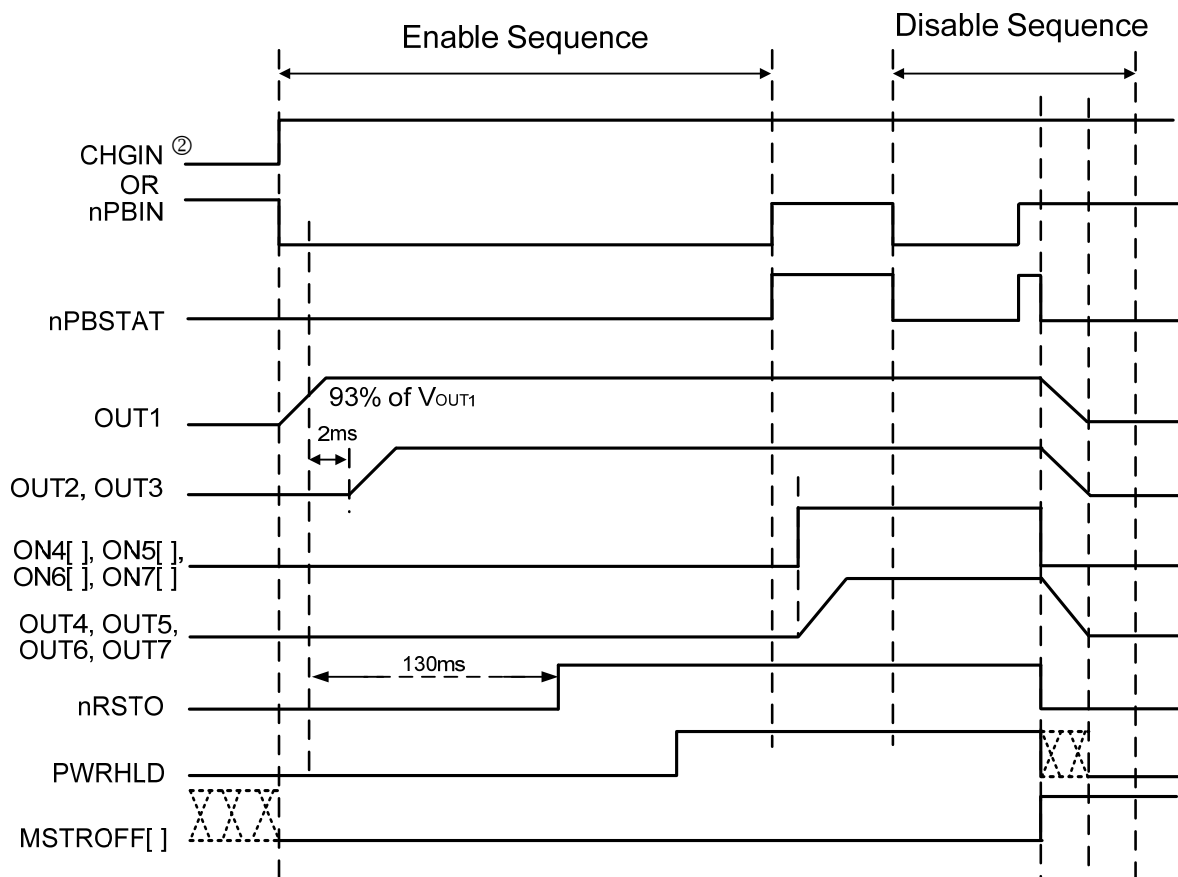 Enable Sequence
Disable Sequence
CHGIN ②
OR
nPBIN
nPBSTAT
OUT1
93% of VOUT1
2ms
OUT2, OUT3
ON4[ ], ON5[ ],
ON6[ ], ON7[ ]
OUT4, OUT5,
OUT6, OUT7
130ms
nRSTO
PWRHLD
MSTROFF[ ]